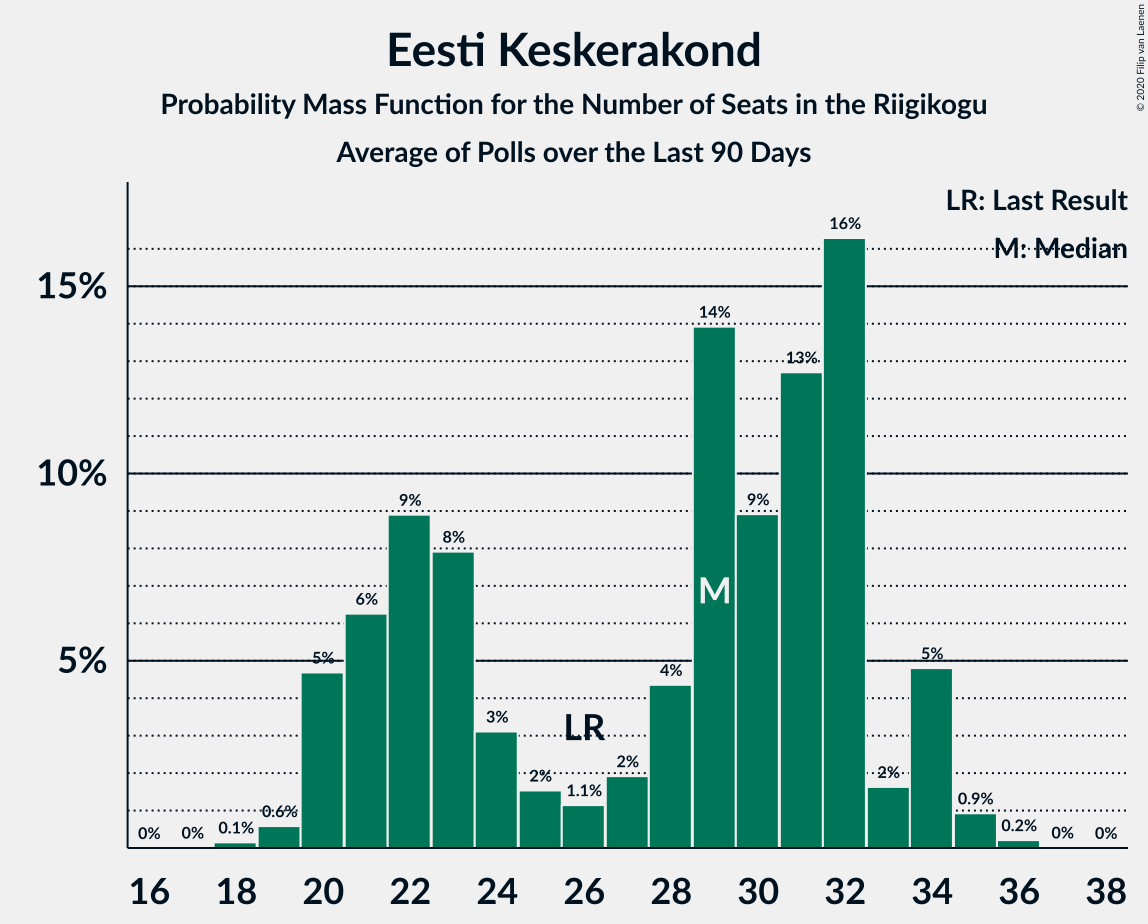 Eesti Keskerakond
Probability Mass Function for the Number of Seats in the Riigikogu
Average of Polls over the Last 90 Days
© 2020 Filip van Laenen
LR: Last Result
M: Median
15%
10%
5%
0%
0%
0.1%
0.6%
5%
6%
9%
8%
3%
2%
1.1%
2%
4%
14%
9%
13%
16%
2%
5%
0.9%
0.2%
0%
0%
LR
M
16 18 20 22 24 26 28 30 32 34 36 38